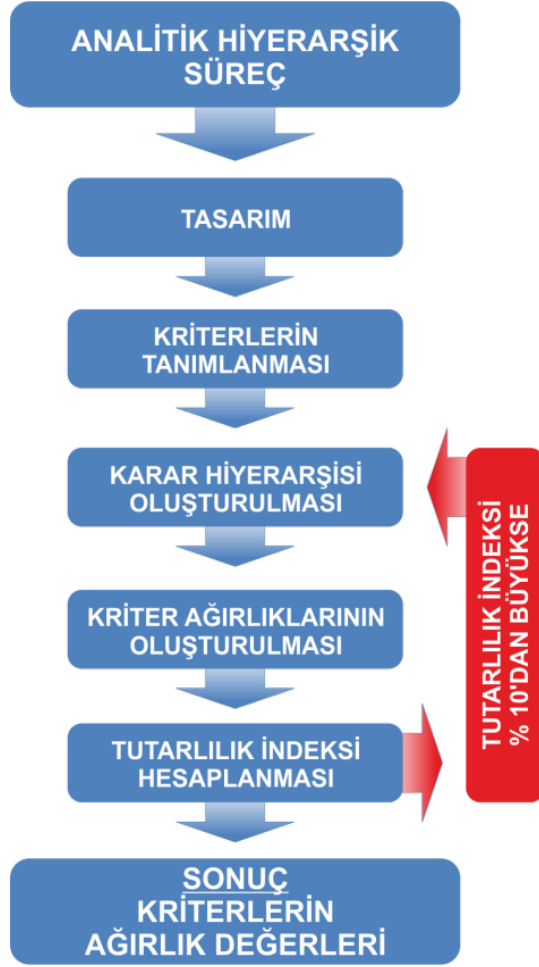 ANALİTİK HİYERARŞİK
SÜREÇ
TASARIM
KRİTERLERİN
TANIMLANMASI
KARAR HİYERARŞİSİ
OLUŞTURULMASI
KRİTER AĞIRLIKLARININ
OLUŞTURULMASI
TUTARLILIK İNDEKSİ
HESAPLANMASI
TUTARLILIK İNDEKSİ
% 10'DAN BÜYÜKSE
SONUÇ
KRİTERLERİN
AĞIRLIK DEĞERLERİ